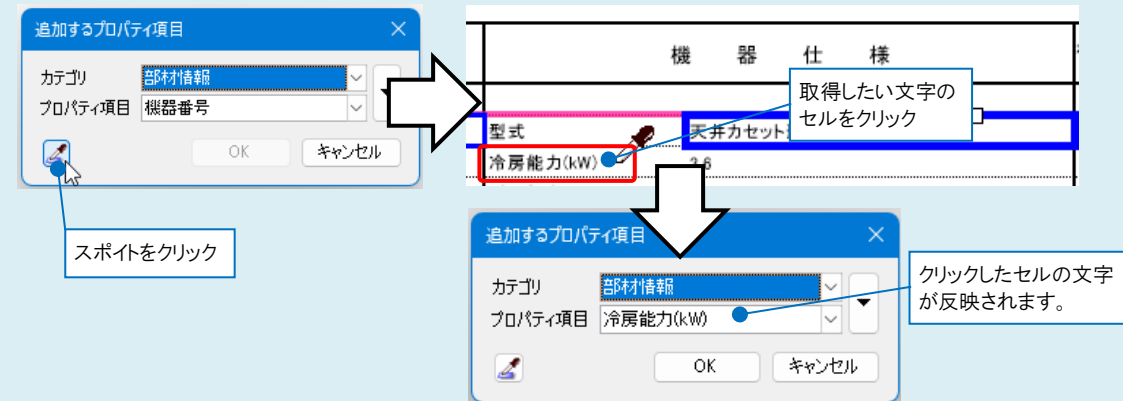 追加するプロパティ項目
カテゴリ
部材情報
プロパティ項目
機器番号
OK
キャンセル
スポイトをクリック
機 器 仕 様
取得したい文字の
セルをクリック
型式
天井カセット
冷房能力(kW)
3.6
追加するプロパティ項目
カテゴリ
部材情報
プロパティ項目
冷房能力(kW)
OK
キャンセル
クリックしたセルの文字
が反映されます。